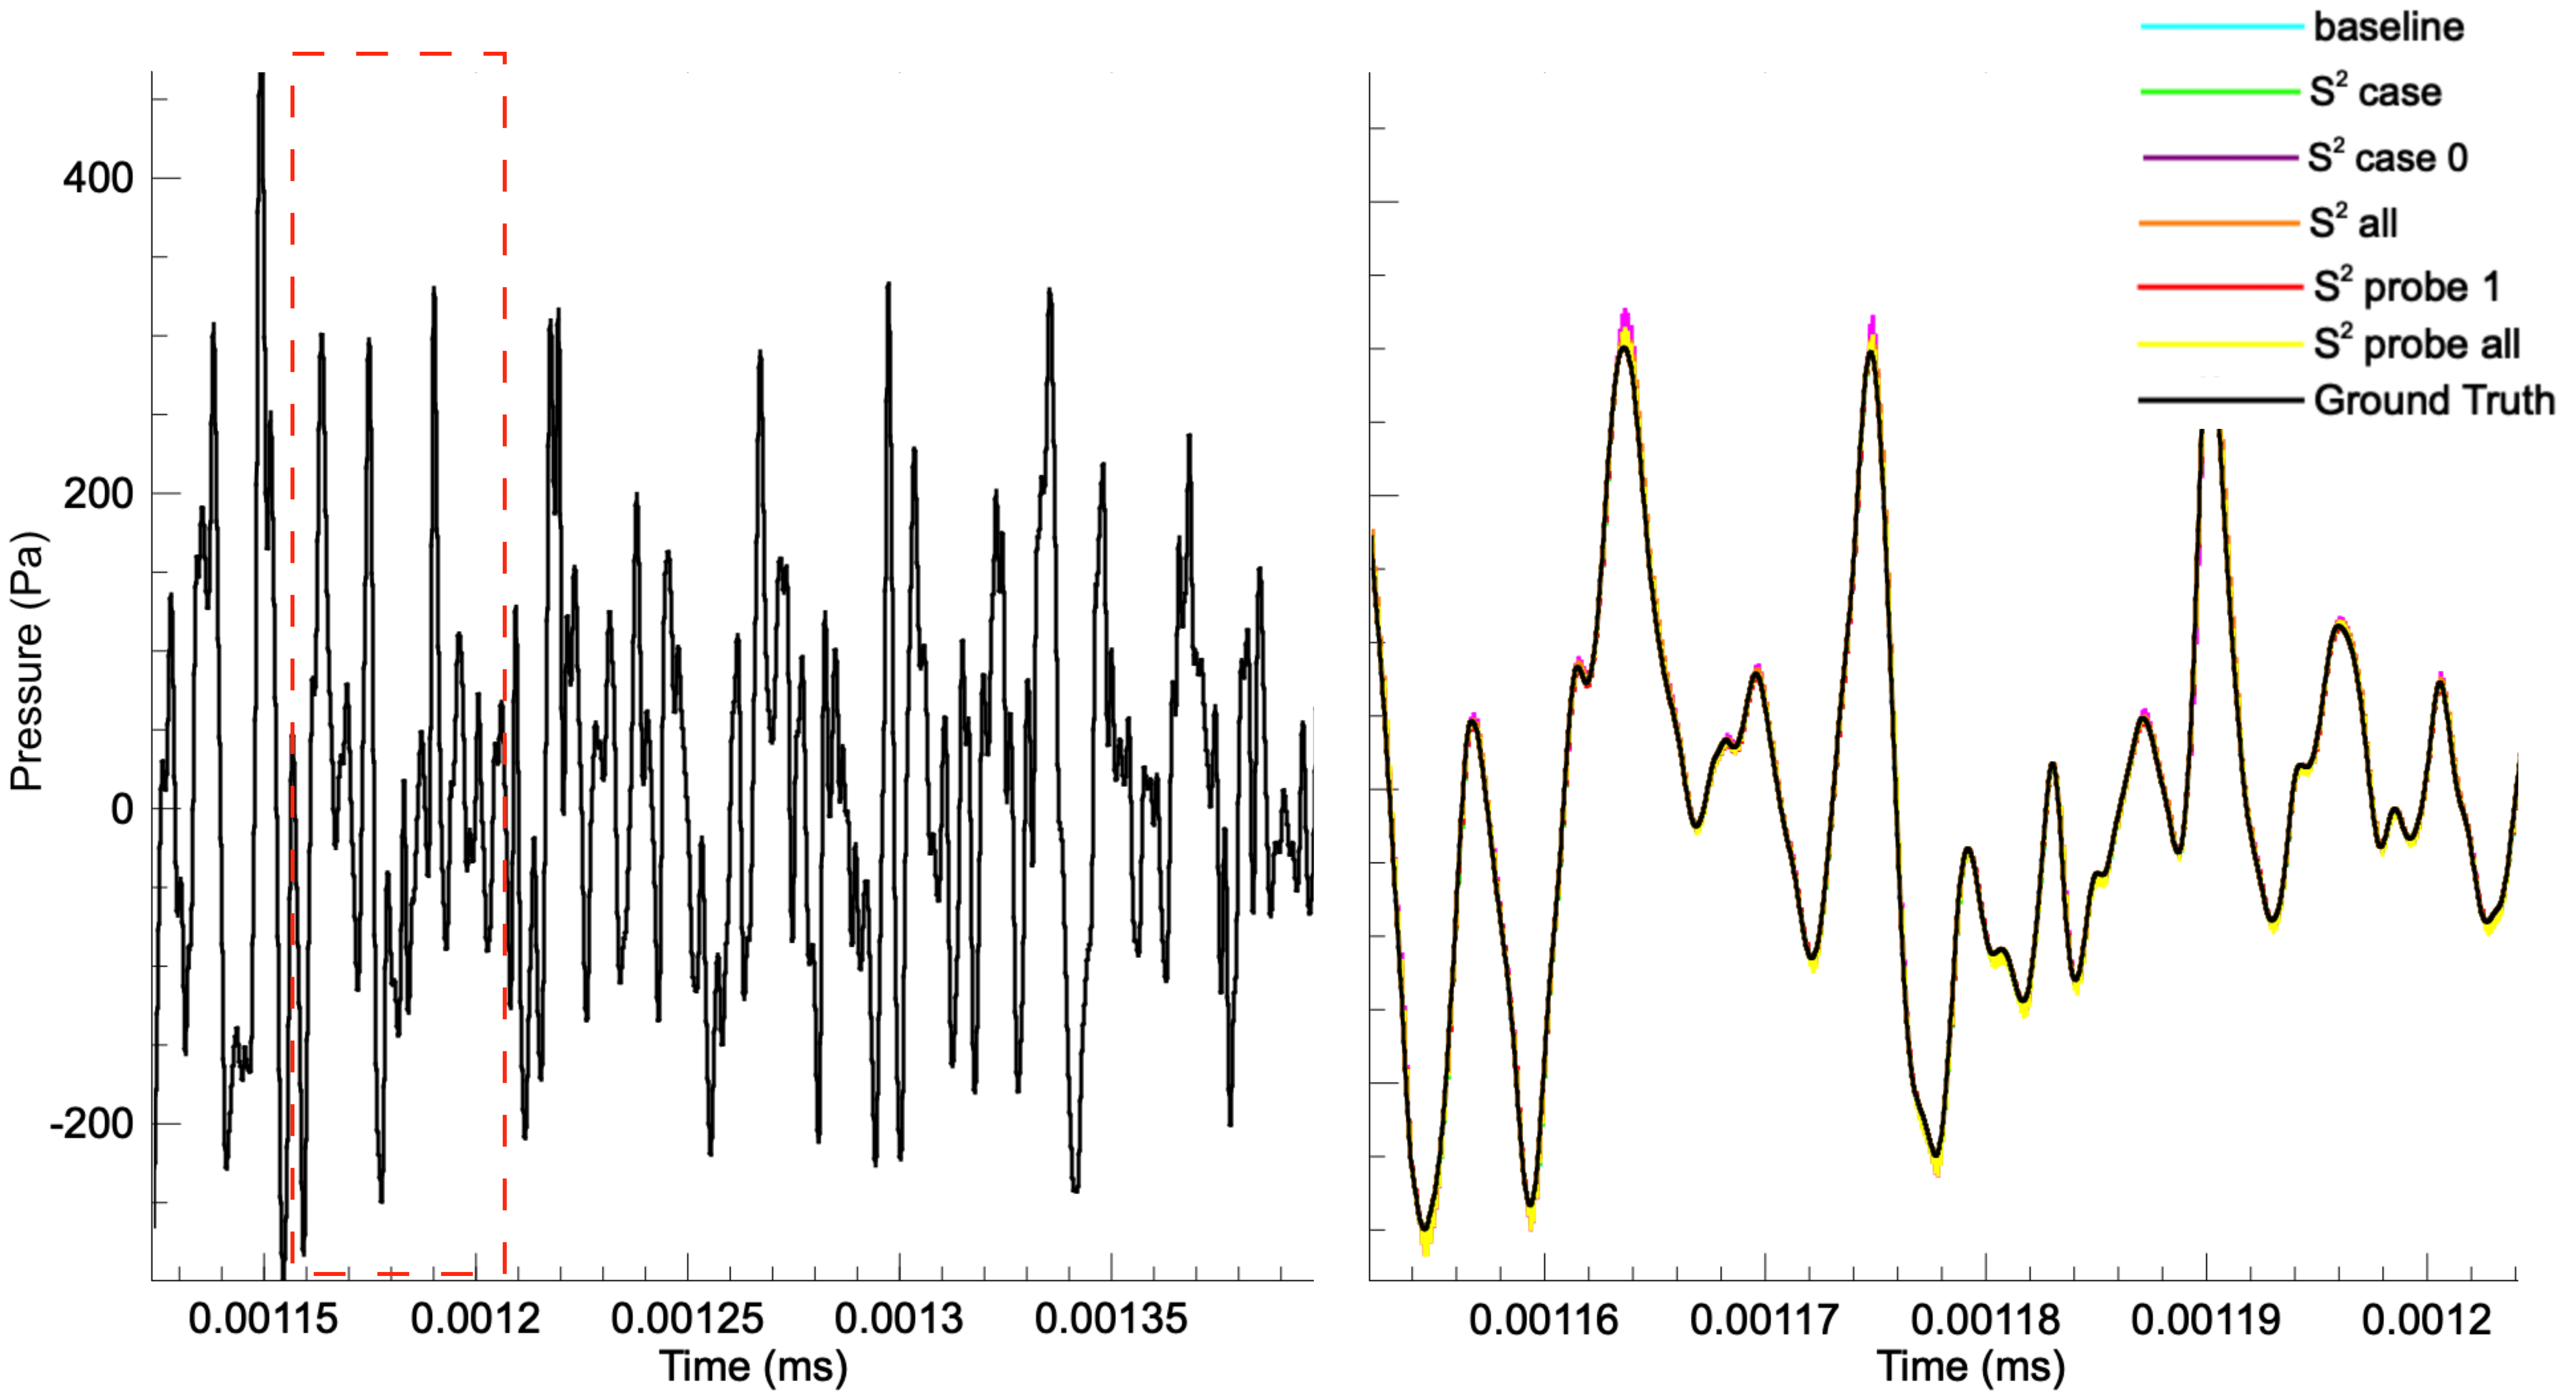 baseline
S² case
S² case 0
S² all
S² probe 1
S² probe all
Ground Truth
Pressure (Pa)
400
200
0
-200
0.00115 0.0012 0.00125 0.0013 0.00135
Time (ms)
0.00116 0.00117 0.00118 0.00119 0.0012
Time (ms)